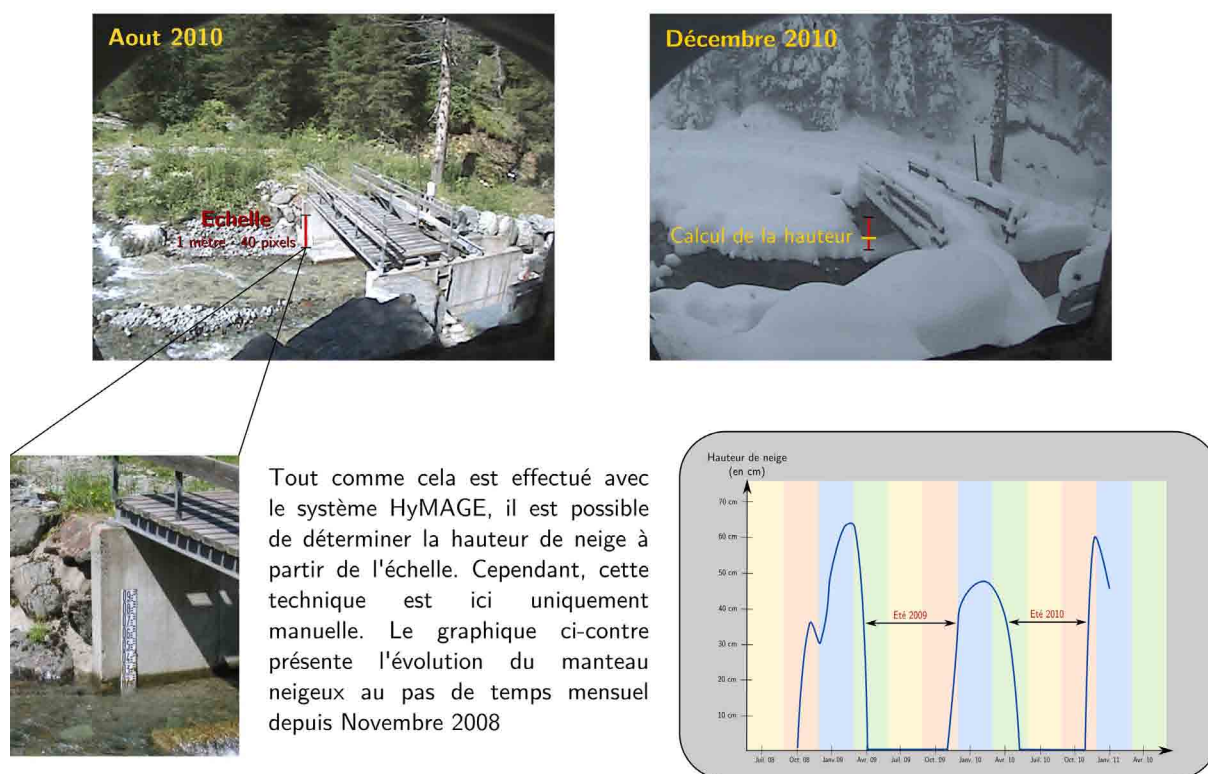 Aout 2010
Décembre 2010
Echelle
1 mètre - 40 pixels
Calcul de la hauteur
Tout comme cela est effectué avec
le système HyMAGE, il est possible
de déterminer la hauteur de neige à
partir de l'échelle. Cependant, cette
technique est ici uniquement
manuelle. Le graphique ci-contre
présente l'évolution du manteau
neigeux au pas de temps mensuel
depuis Novembre 2008
Hauteur de neige
(en cm)
70 cm
60 cm
50 cm
40 cm
30 cm
20 cm
10 cm
Eté 2009
Eté 2010
Juil. 08 Oct. 08 Janv.09 Avr. 09 Juil. 09 Oct. 09 Janv. 10 Avr. 10 Juil. 10 Oct. 10 Janv. 11 Avr. 10